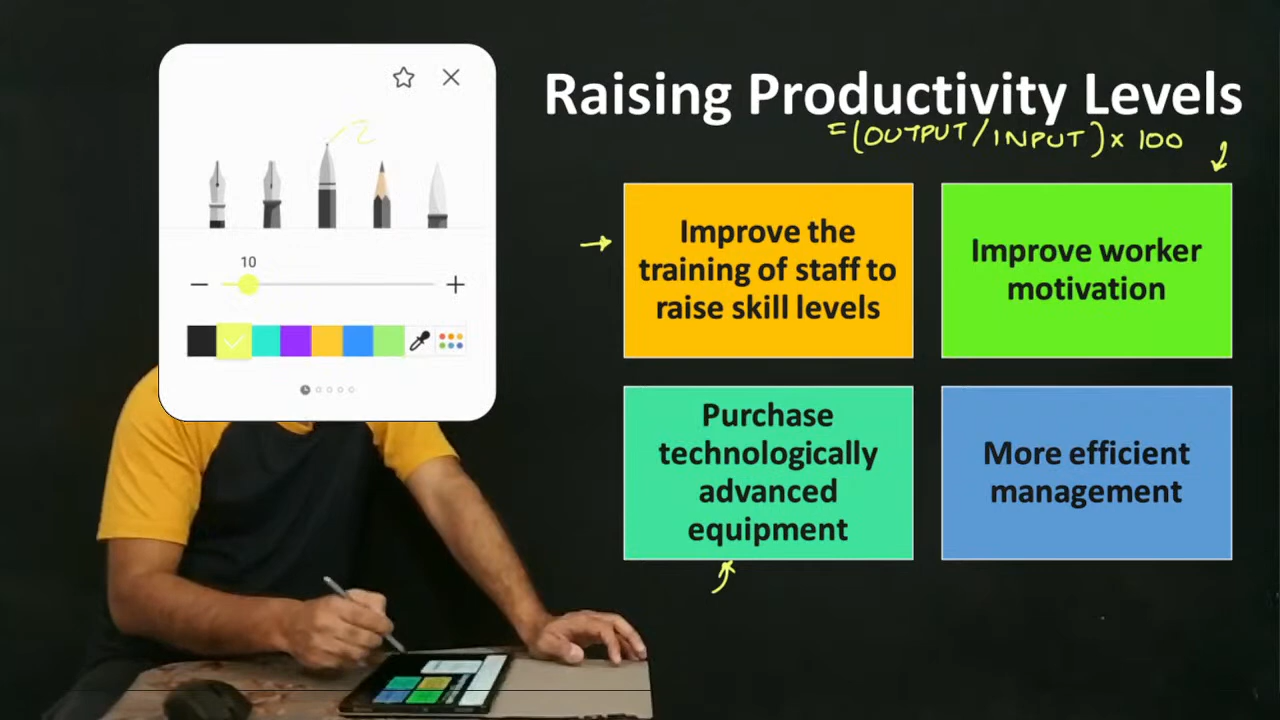 Raising Productivity Levels
=(OUTPUT/INPUT)x 100
10
Improve the
training of staff to
raise skill levels
Improve worker
motivation
Purchase
technologically
advanced
equipment
More efficient
management